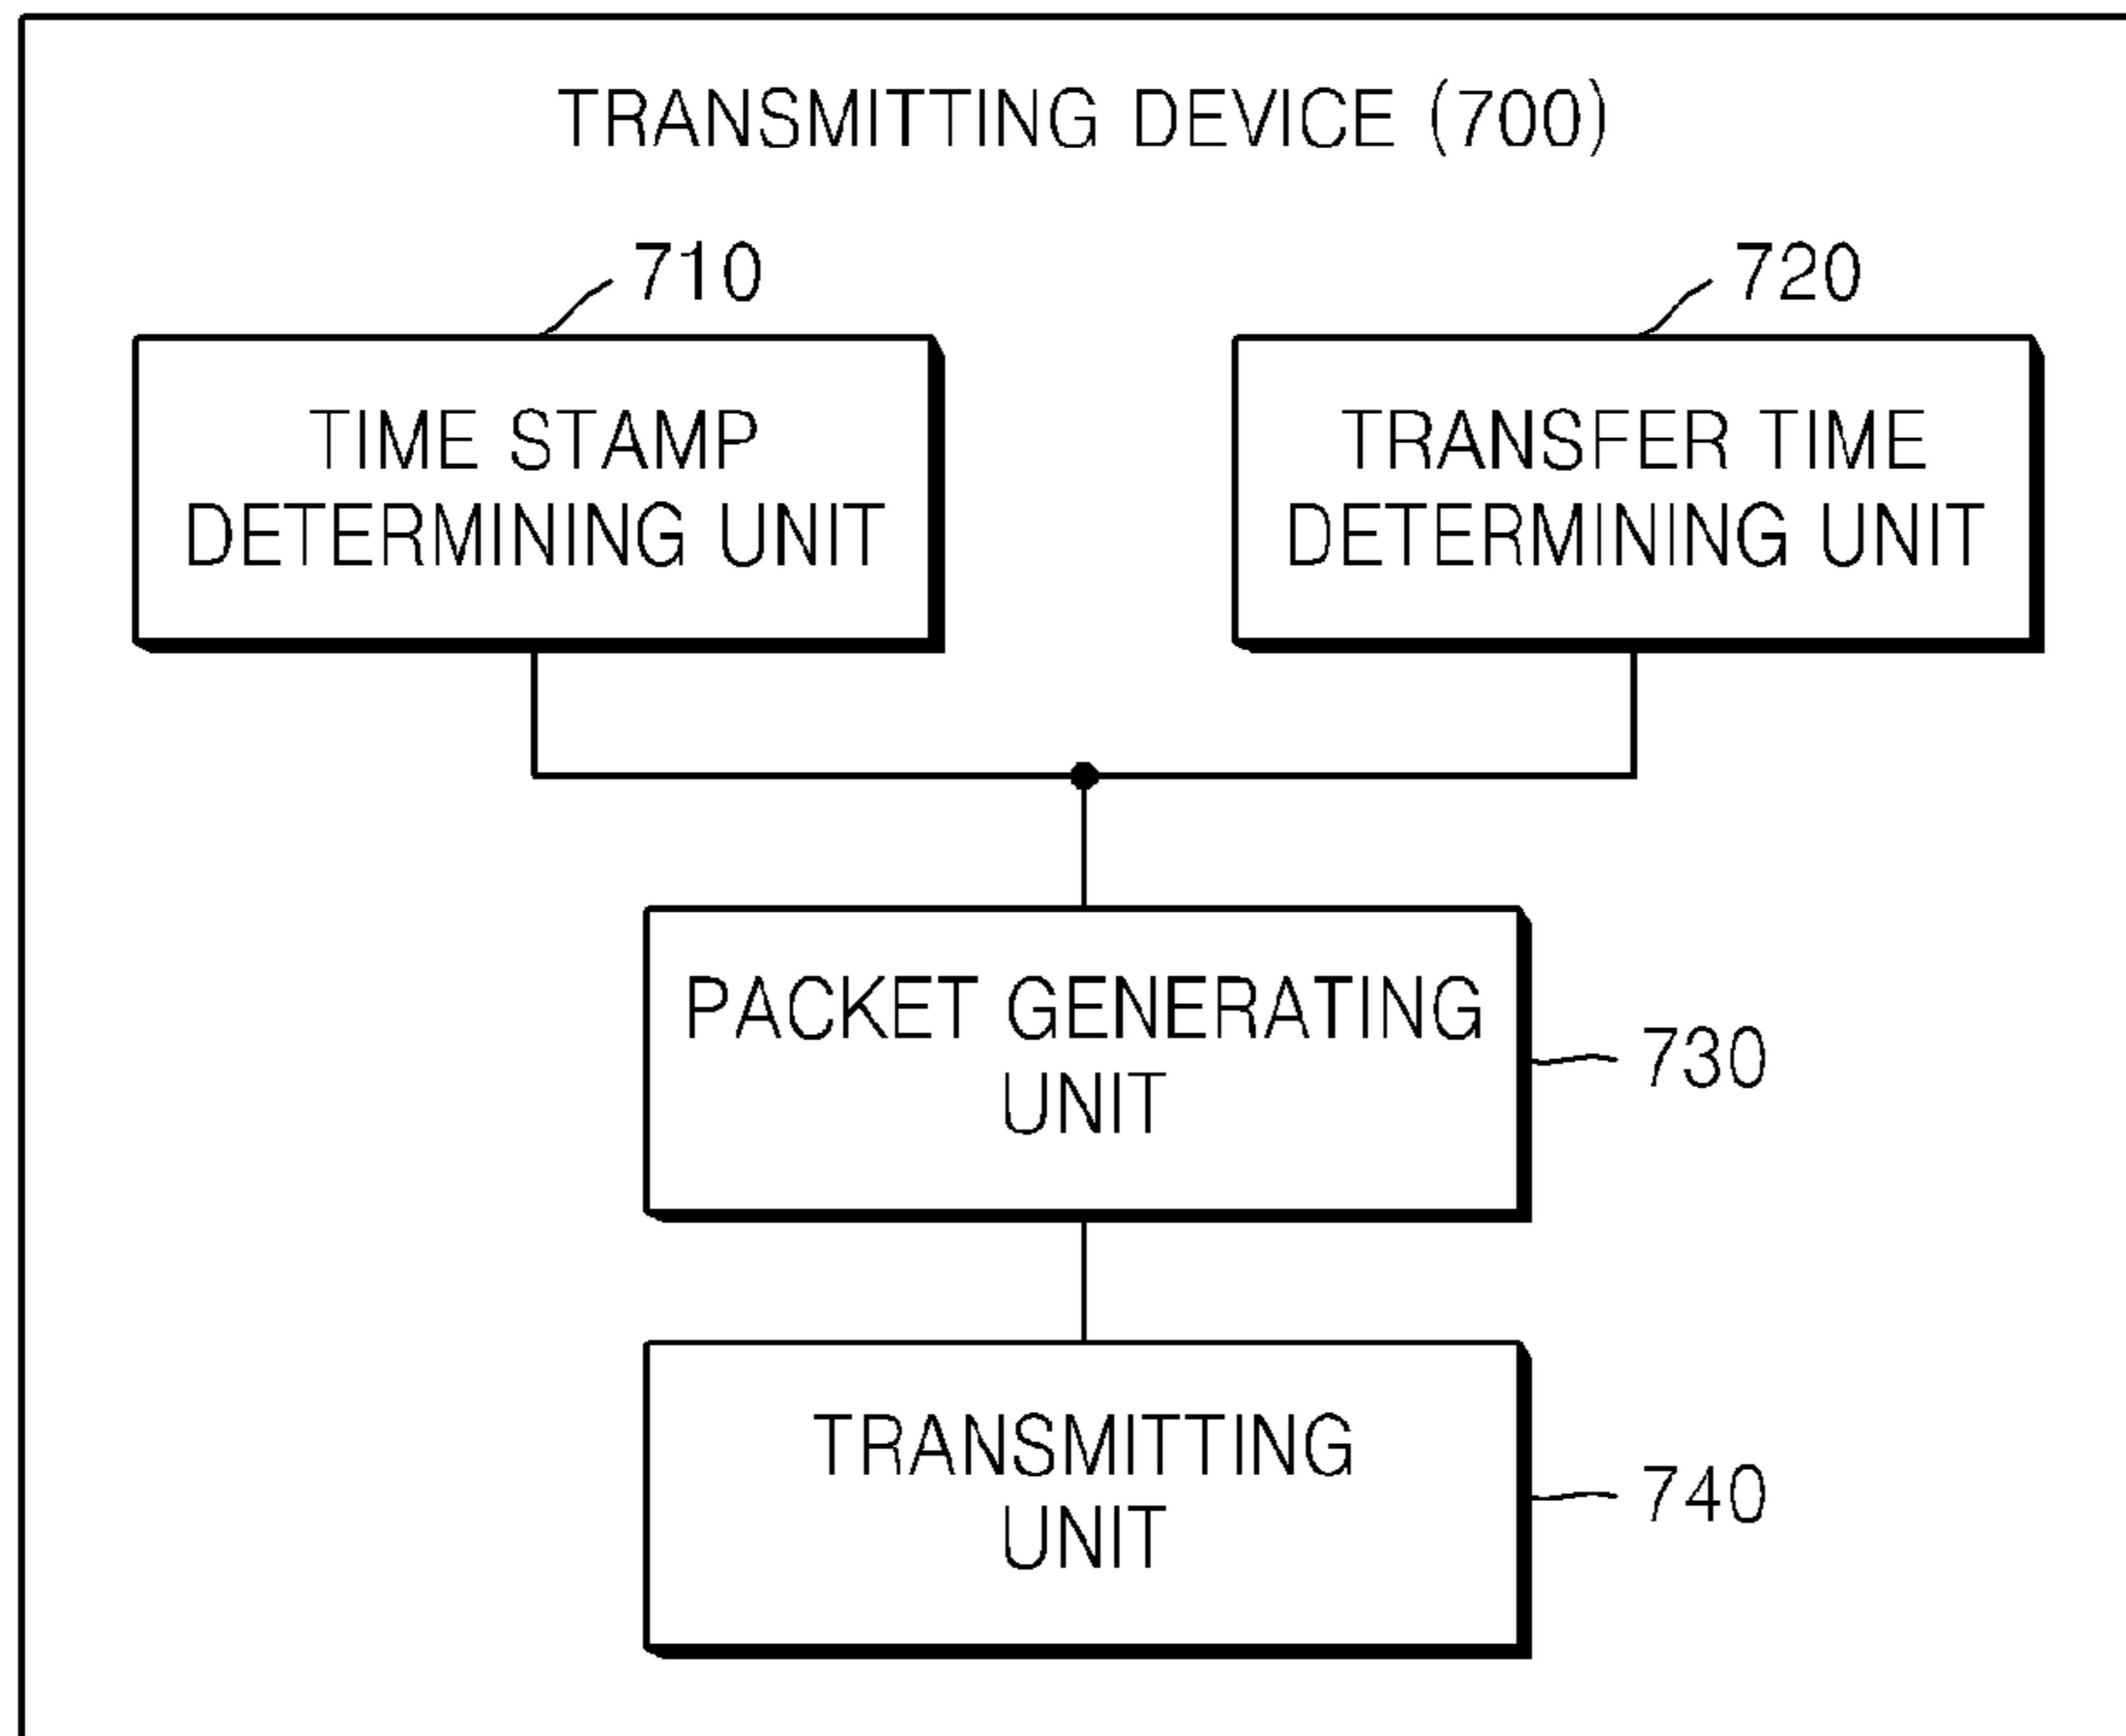 TRANSMITTING DEVICE (700)
710
720
TIME STAMP
DETERMINING UNIT
TRANSFER TIME
DETERMINING UNIT
PACKET GENERATING
UNIT
730
TRANSMITTING
UNIT
740